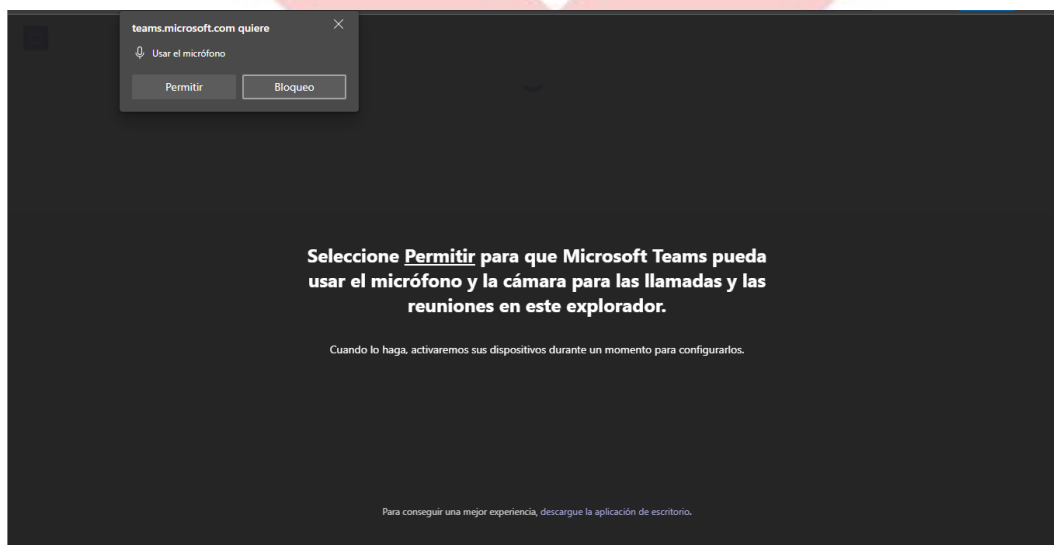 teams.microsoft.com quiere
Usar el micrófono
Permitir Bloqueo
Seleccione Permitir para que Microsoft Teams pueda
usar el micrófono y la cámara para las llamadas y las
reuniones en este explorador.
Cuando lo haga, activaremos sus dispositivos durante un momento para configurarlos.
Para conseguir una mejor experiencia, descargue la aplicación de escritorio.